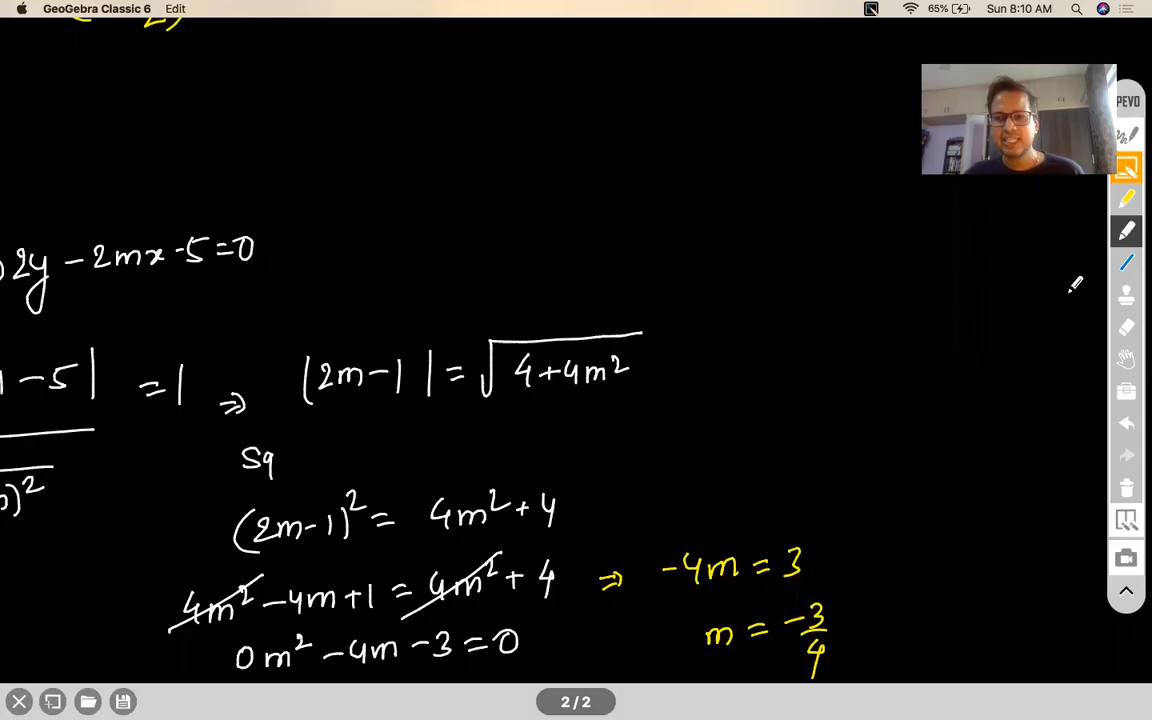 GeoGebra Classic 6 Edit 65% Sun 8:10 AM
2y - 2mx - 5 = 0
- 5| = 1 ⇒ |2m - 1| = √4 + 4m²
)²
Sq
(2m - 1)² = 4m² + 4
4m² - 4m + 1 = 4m² + 4 ⇒ -4m = 3
0m² - 4m - 3 = 0
m = -3/4
2 / 2